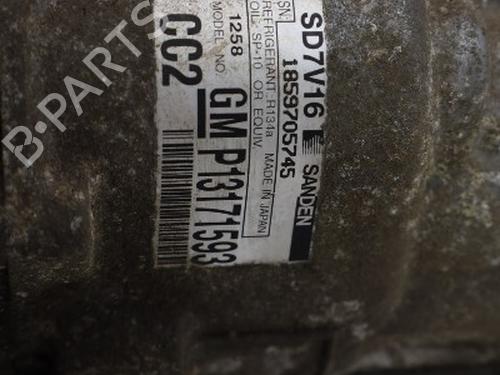 SD7V16 SANDEN
S/N. 1859705745
REFRIGERANT: R134a
OIL: SP-10 OR EQUIV. MADE IN JAPAN
1258
MODEL NO.
GM P13171593
CC2
B-PARTS